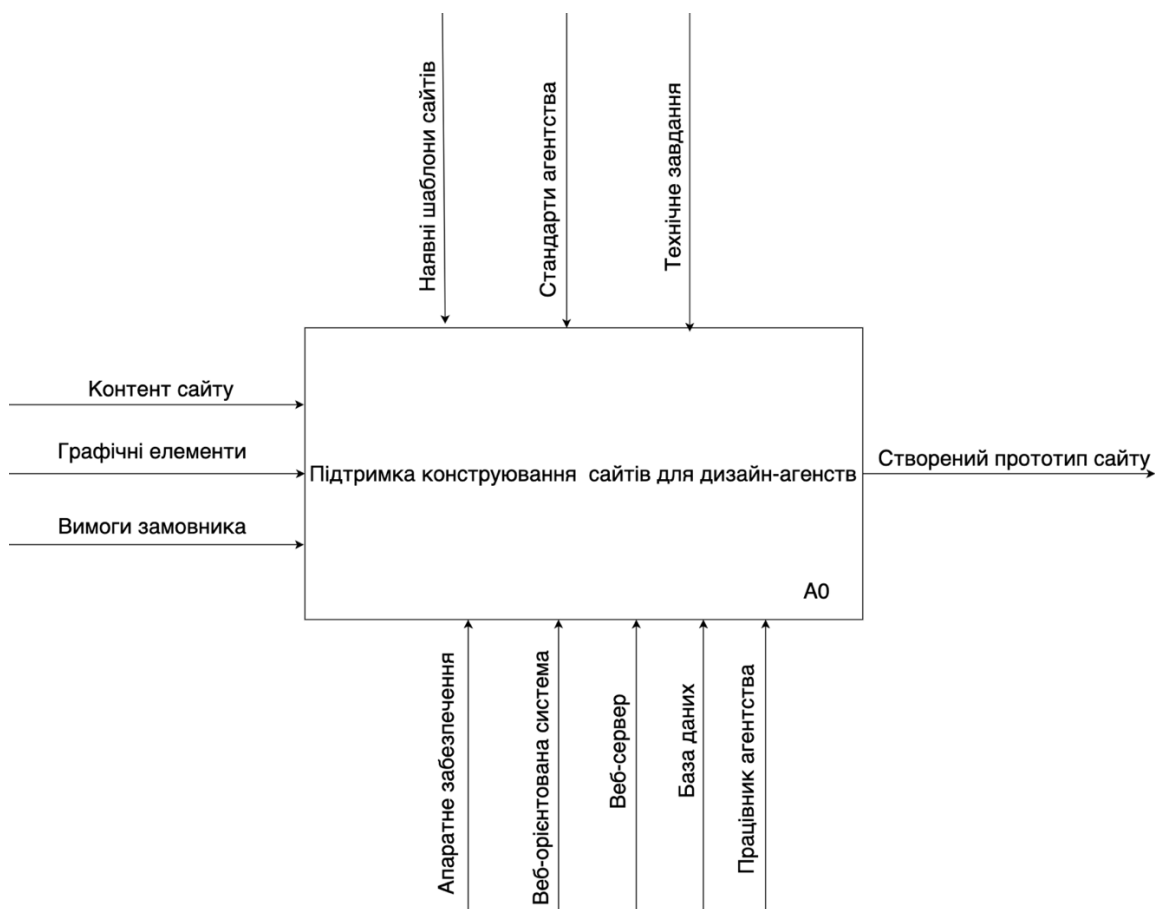 Наявні шаблони сайтів
Стандарти агентства
Технічне завдання
Контент сайту
Графічні елементи
Вимоги замовника
Підтримка конструювання сайтів для дизайн-агенств
Створений прототип сайту
A0
Апаратне забезпечення
Веб-орієнтована система
Веб-сервер
База даних
Працівник агентства